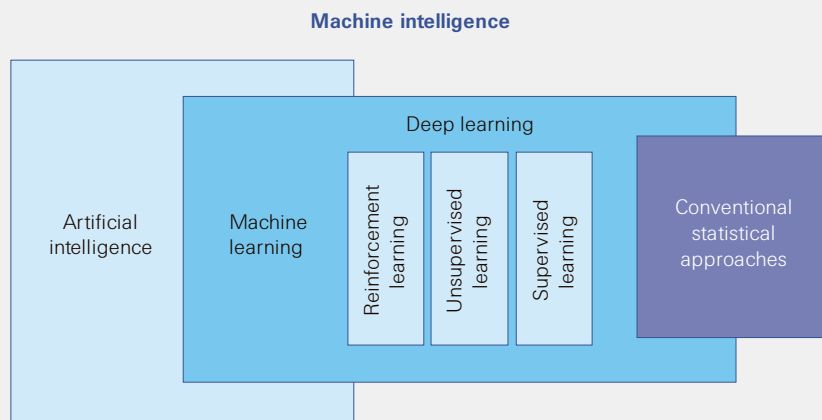 Machine intelligence
Deep learning
Artificial
intelligence
Machine
learning
Reinforcement
learning
Unsupervised
learning
Supervised
learning
Conventional
statistical
approaches